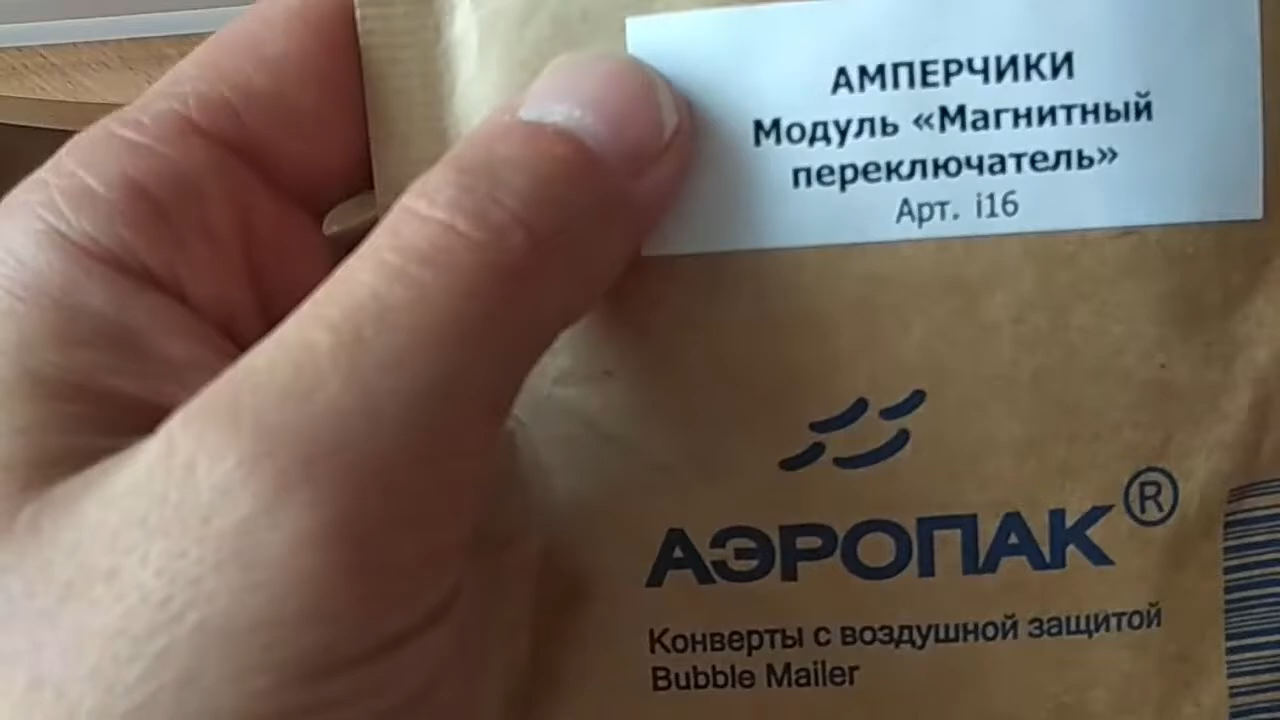 АМПЕРЧИКИ
Модуль «Магнитный
переключатель»
Арт. i16
АЭРОПАК®
Конверты с воздушной защитой
Bubble Mailer